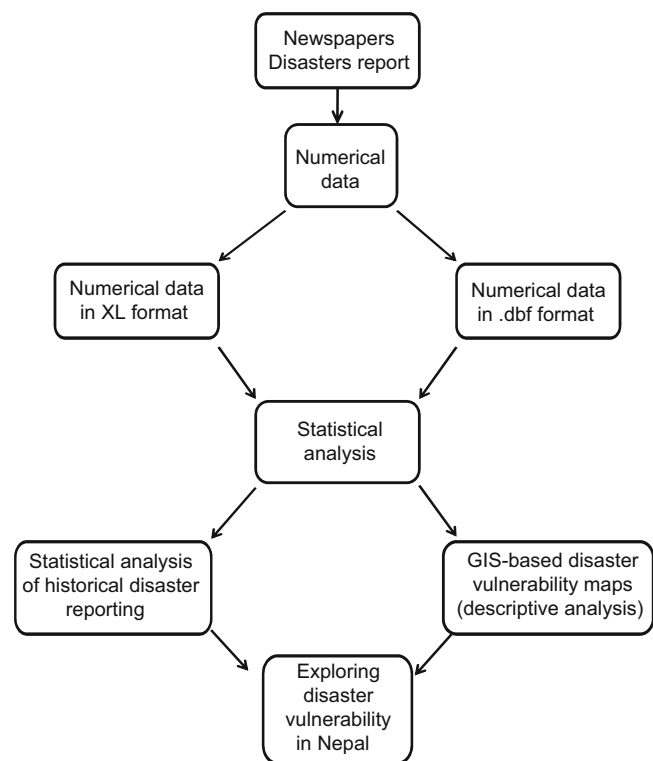 Newspapers
Disasters report
Numerical
data
Numerical data
in XL format
Numerical data
in .dbf format
Statistical
analysis
Statistical analysis
of historical disaster
reporting
GIS-based disaster
vulnerability maps
(descriptive analysis)
Exploring
disaster
vulnerability
in Nepal